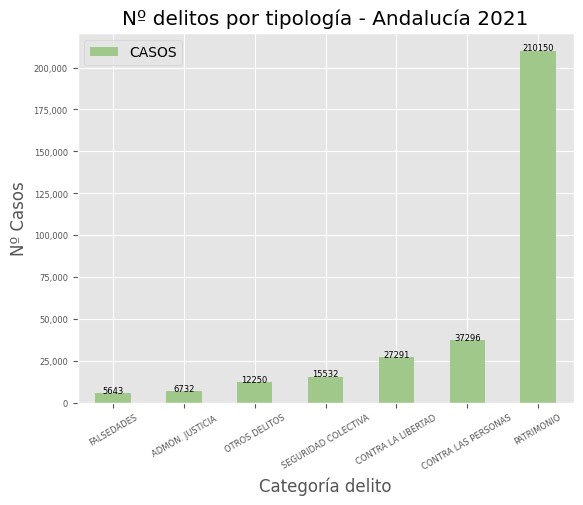 Nº delitos por tipología - Andalucía 2021
CASOS
210150
200,000
175,000
150,000
125,000
100,000
75,000
50,000
25,000
0
Nº Casos
5643
6732
12250
15532
27291
37296
FALSEDADES
ADMÓN. JUSTICIA
OTROS DELITOS
SEGURIDAD COLECTIVA
CONTRA LA LIBERTAD
CONTRA LAS PERSONAS
PATRIMONIO
Categoría delito